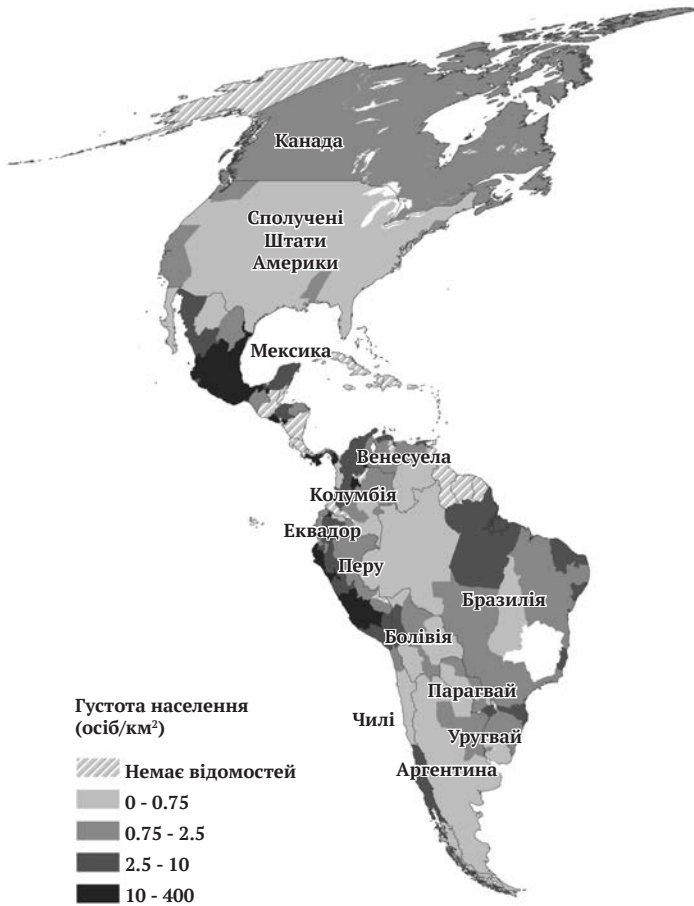 Канада
Сполучені
Штати
Америки
Мексика
Венесуела
Колумбія
Еквадор
Перу
Бразилія
Болівія
Парагвай
Чилі
Уругвай
Аргентина
Густота населення
(осіб/км²)
Немає відомостей
0 - 0.75
0.75 - 2.5
2.5 - 10
10 - 400